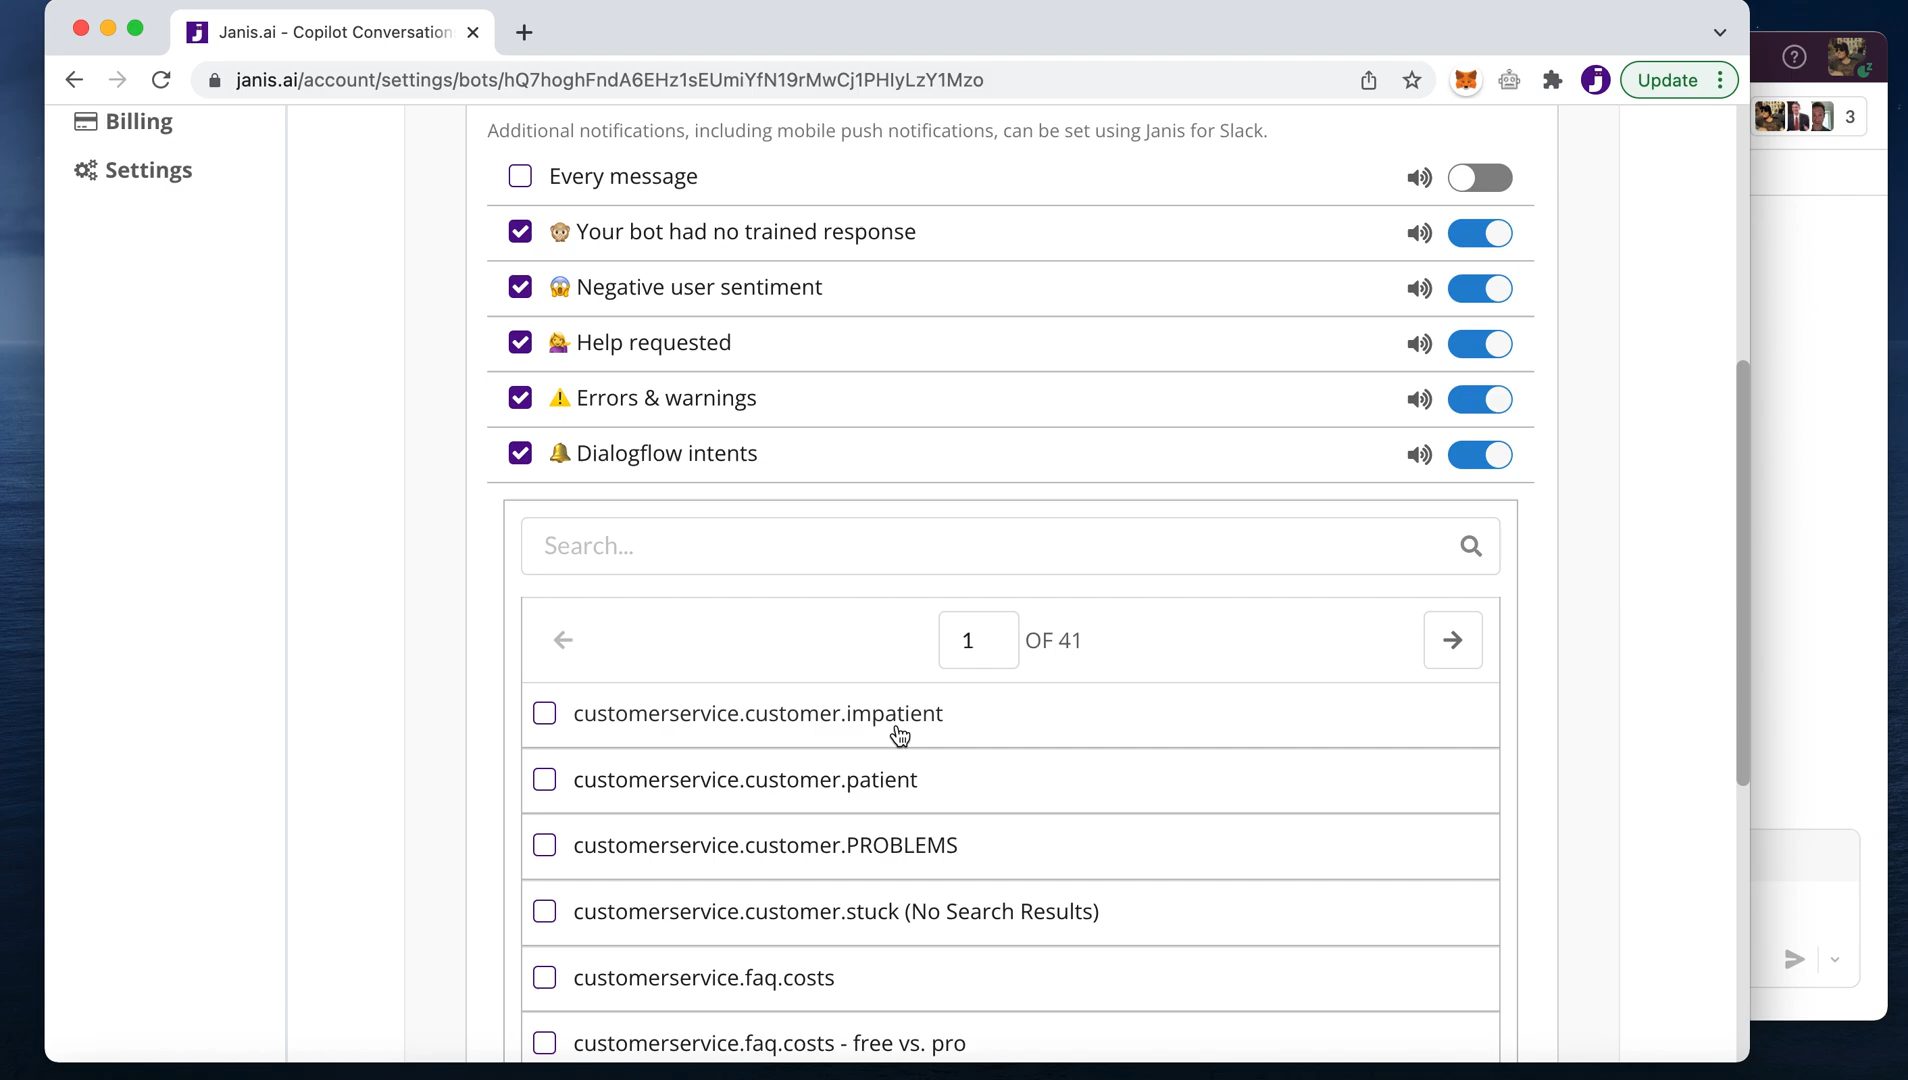 Janis.ai - Copilot Conversation
janis.ai/account/settings/bots/hQ7hoghFndA6EHz1sEUmiYfN19rMwCj1PHIyLzY1Mzo
Update
3
Billing
Settings
Additional notifications, including mobile push notifications, can be set using Janis for Slack.
Every message
Your bot had no trained response
Negative user sentiment
Help requested
Errors & warnings
Dialogflow intents
Search...
1 OF 41
customerservice.customer.impatient
customerservice.customer.patient
customerservice.customer.PROBLEMS
customerservice.customer.stuck (No Search Results)
customerservice.faq.costs
customerservice.faq.costs - free vs. pro